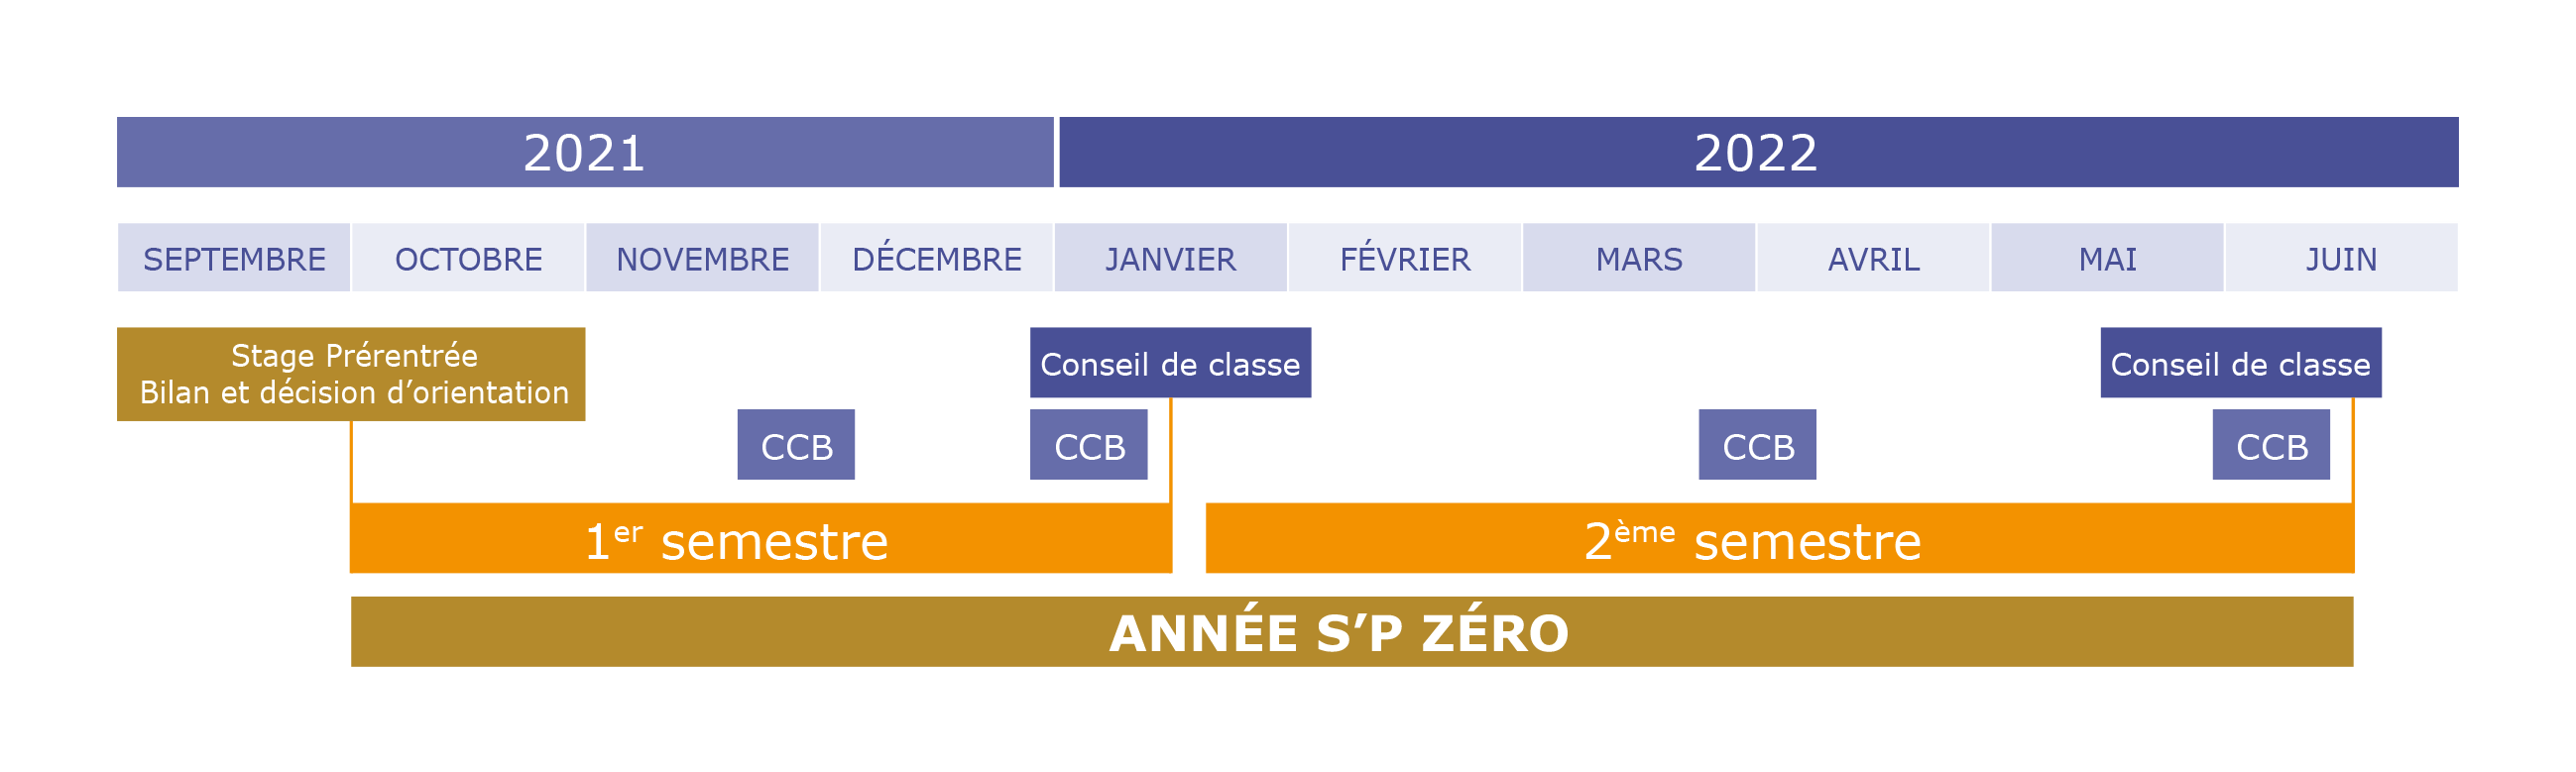 2021 2022
SEPTEMBRE OCTOBRE NOVEMBRE DÉCEMBRE JANVIER FÉVRIER MARS AVRIL MAI JUIN
Stage Prérentrée
Bilan et décision d’orientation
Conseil de classe Conseil de classe
CCB CCB CCB CCB
1er semestre 2ème semestre
ANNÉE S’P ZÉRO